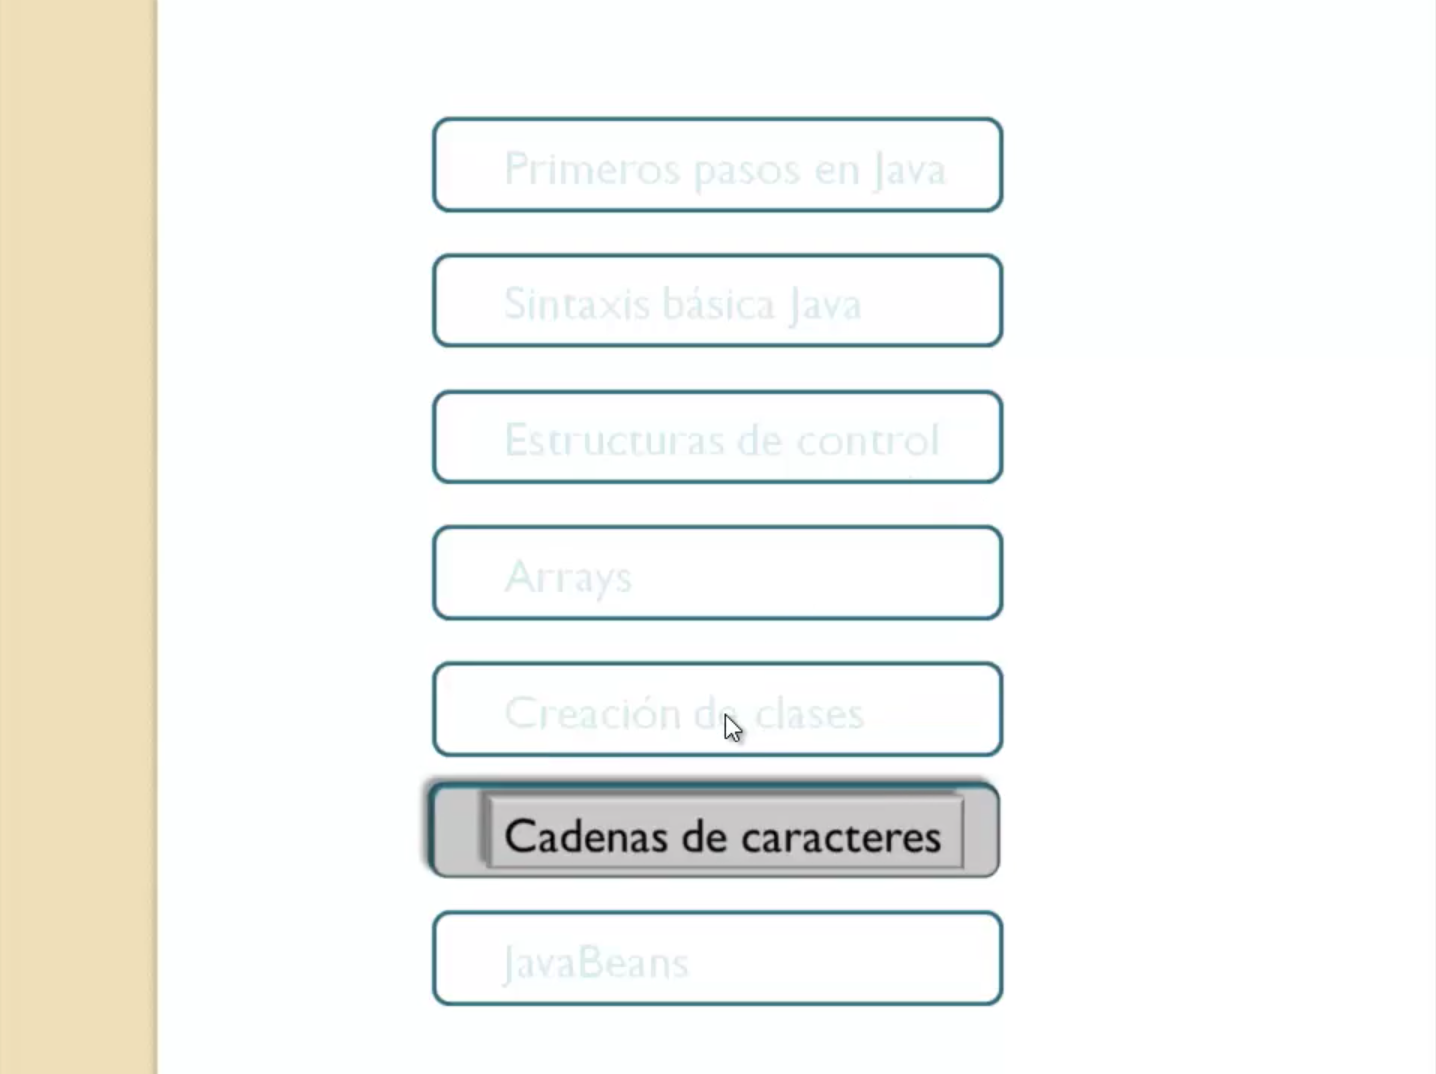 Primeros pasos en Java
Sintaxis básica Java
Estructuras de control
Arrays
Creación de clases
Cadenas de caracteres
JavaBeans